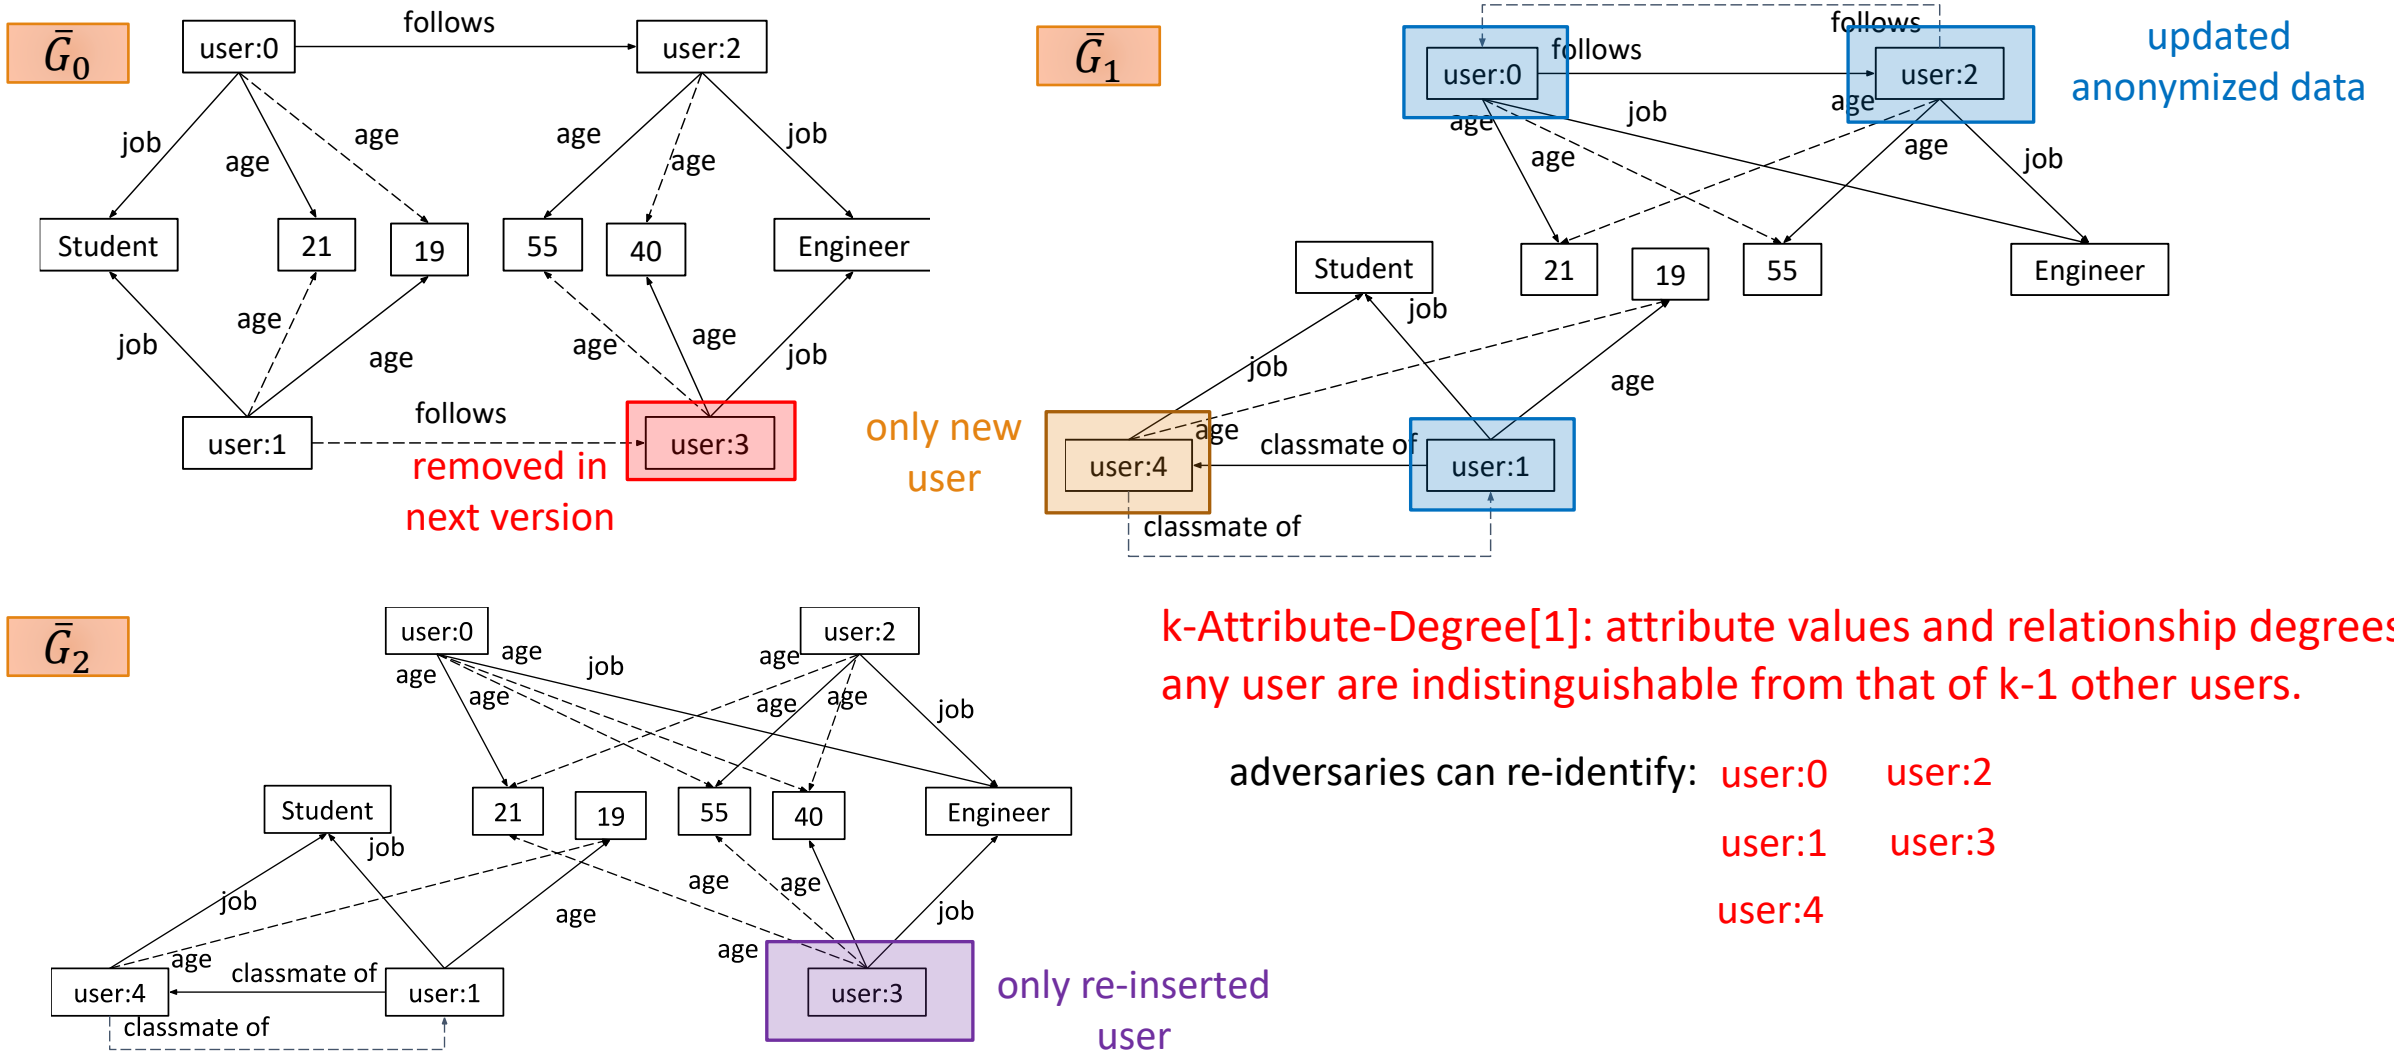 Ḡ0
user:0
follows
user:2
job
age
age
age
age
job
Student
21
19
55
40
Engineer
job
age
age
age
age
job
user:1
follows
user:3
removed in
next version
Ḡ1
follows
user:0
follows
user:2
updated
anonymized data
age
job
age
age
age
job
Student
21
19
55
Engineer
job
job
age
only new
user
age
user:4
classmate of
user:1
classmate of
Ḡ2
user:0
user:2
age
age
job
age
age
age
age
job
Student
21
19
55
40
Engineer
job
job
age
age
age
job
age
age
user:4
classmate of
user:1
user:3
classmate of
only re-inserted
user
k-Attribute-Degree[1]: attribute values and relationship degrees
any user are indistinguishable from that of k-1 other users.
adversaries can re-identify: user:0 user:2
user:1 user:3
user:4